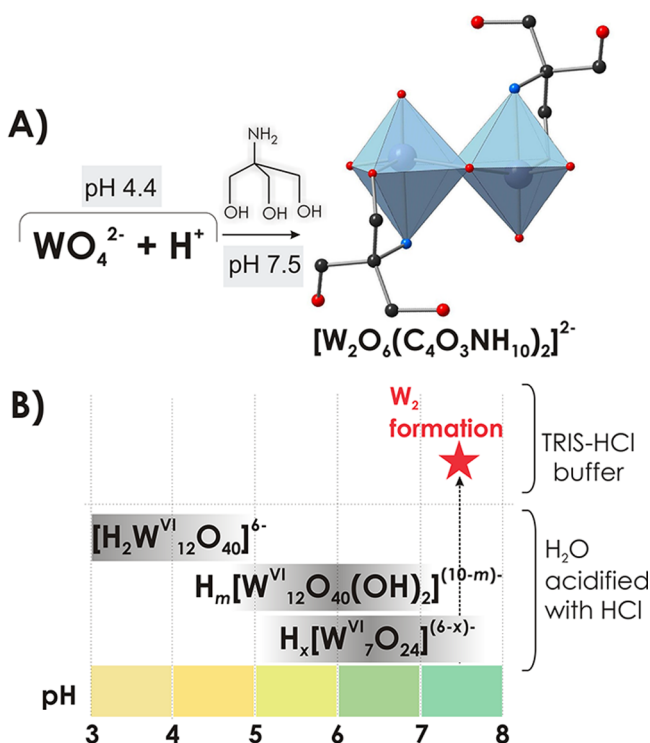 A)
NH₂
OH OH OH
pH 4.4
WO₄²⁻ + H⁺
pH 7.5
[W₂O₆(C₄O₃NH₁₀)₂]²⁻
B)
W₂
formation
TRIS-HCl
buffer
[H₂Wⱽᴵ₁₂O₄₀]⁶⁻
Hₘ[Wⱽᴵ₁₂O₄₀(OH)₂]⁽¹⁰⁻ᵐ⁾⁻
Hₓ[Wⱽᴵ₇O₂₄]⁽⁶⁻ˣ⁾⁻
H₂O
acidified
with HCl
pH
3 4 5 6 7 8